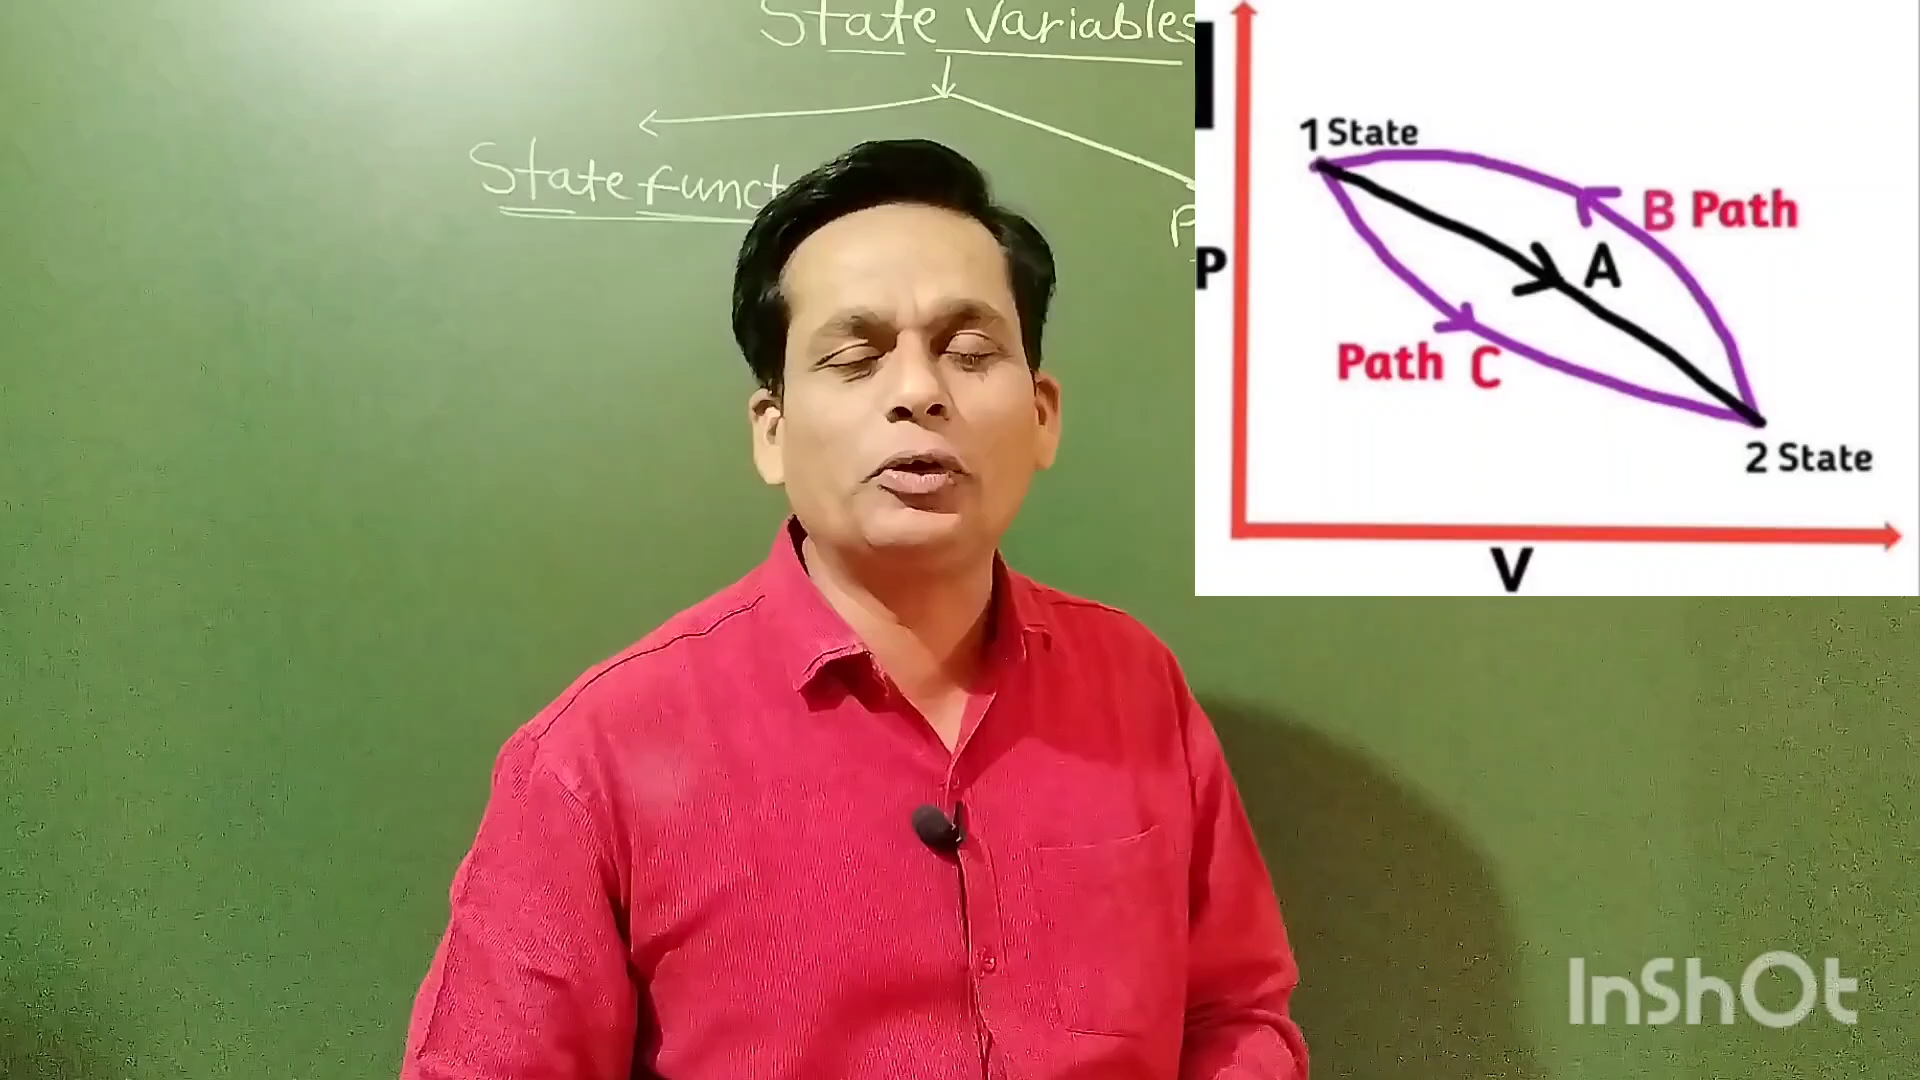 State Variables
State funct
P
1 State
B Path
A
P
Path C
2 State
V
InShOt